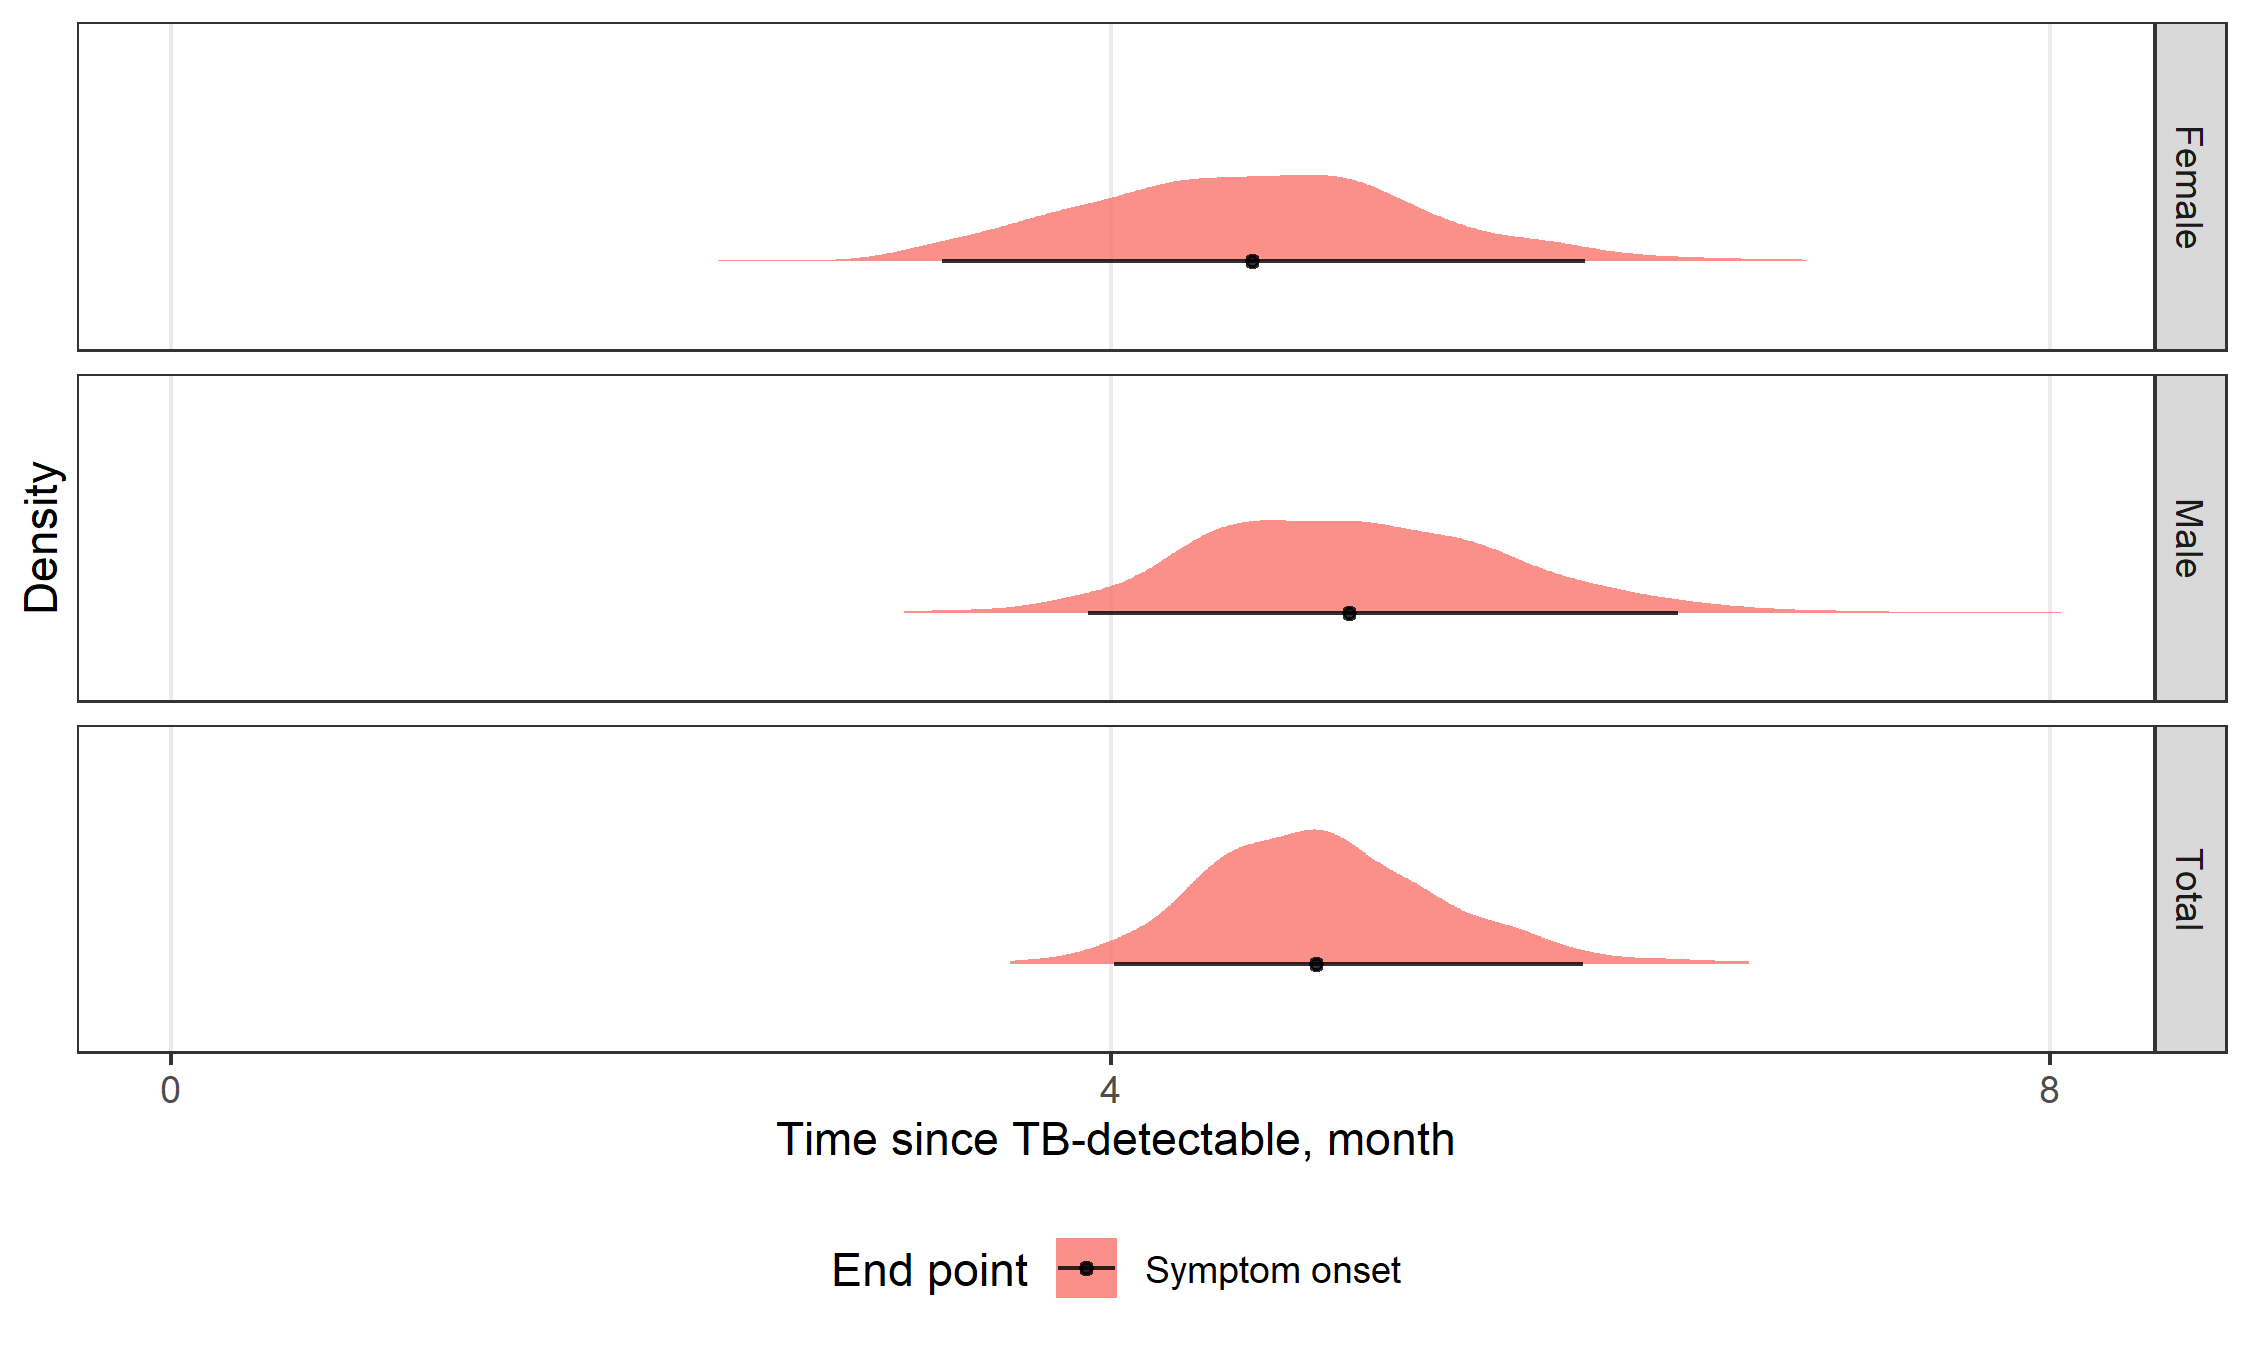 Female
Male
Total
Density
0 4 8
Time since TB-detectable, month
End point Symptom onset